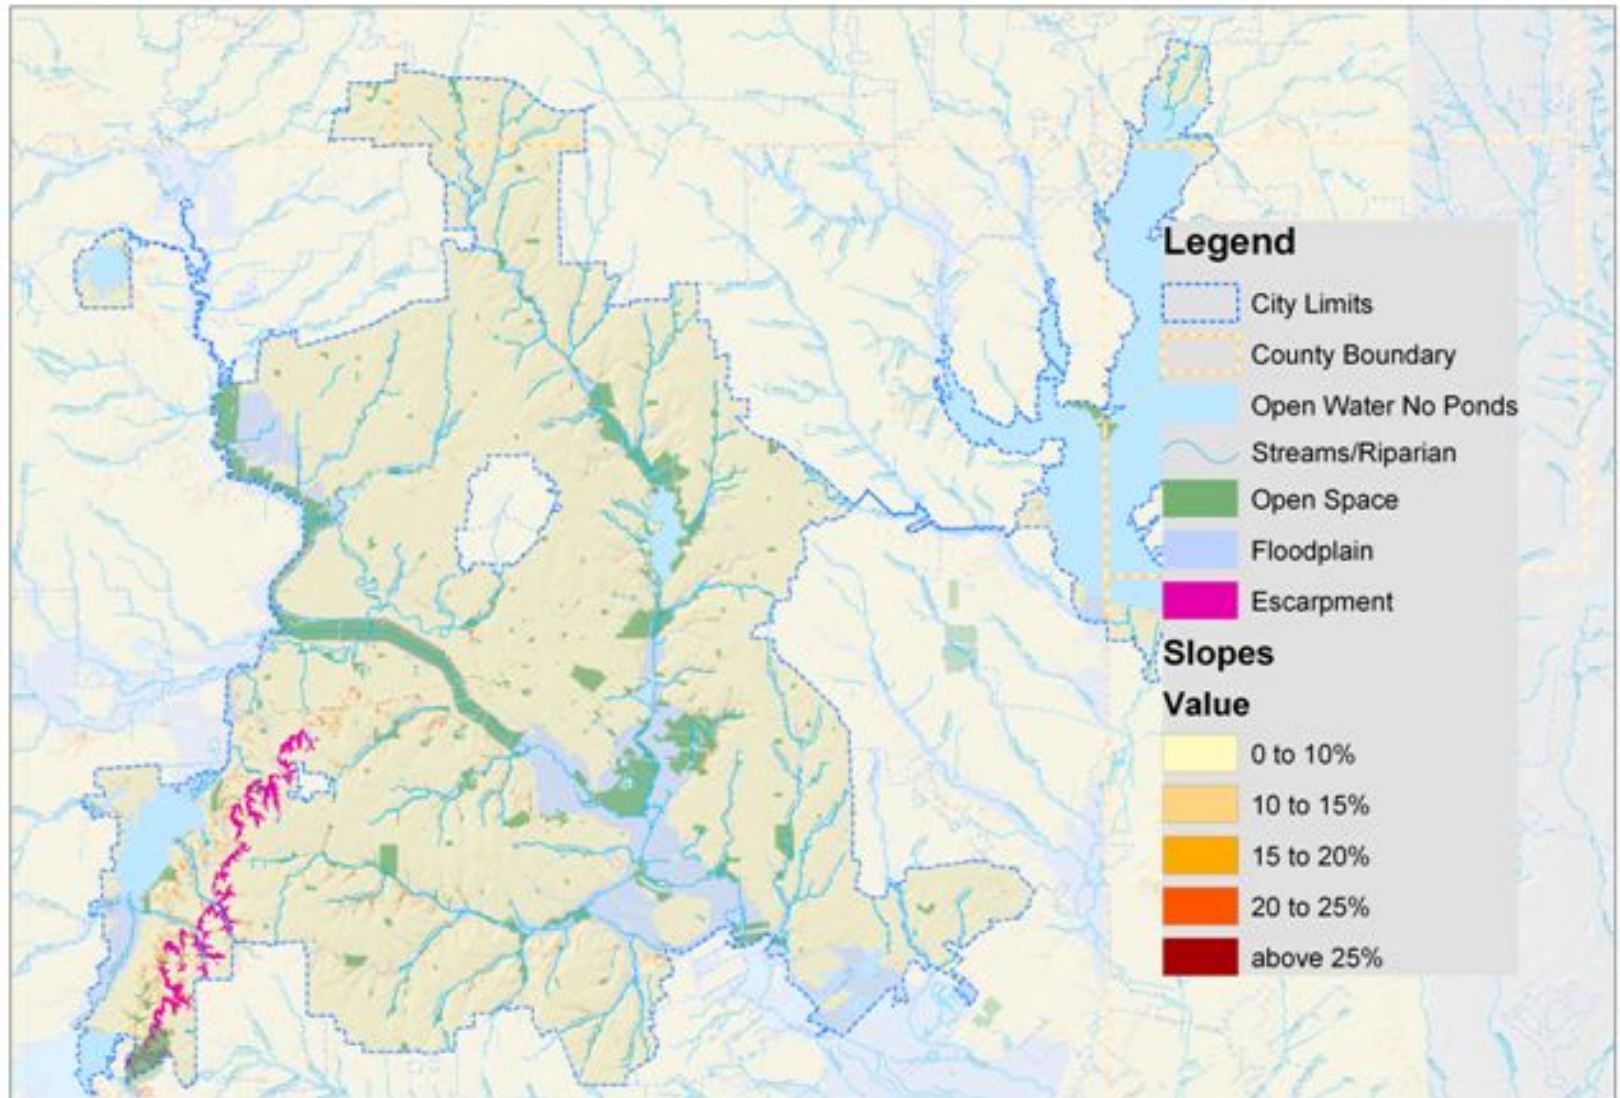 Legend
City Limits
County Boundary
Open Water No Ponds
Streams/Riparian
Open Space
Floodplain
Escarpment
Slopes
Value
0 to 10%
10 to 15%
15 to 20%
20 to 25%
above 25%